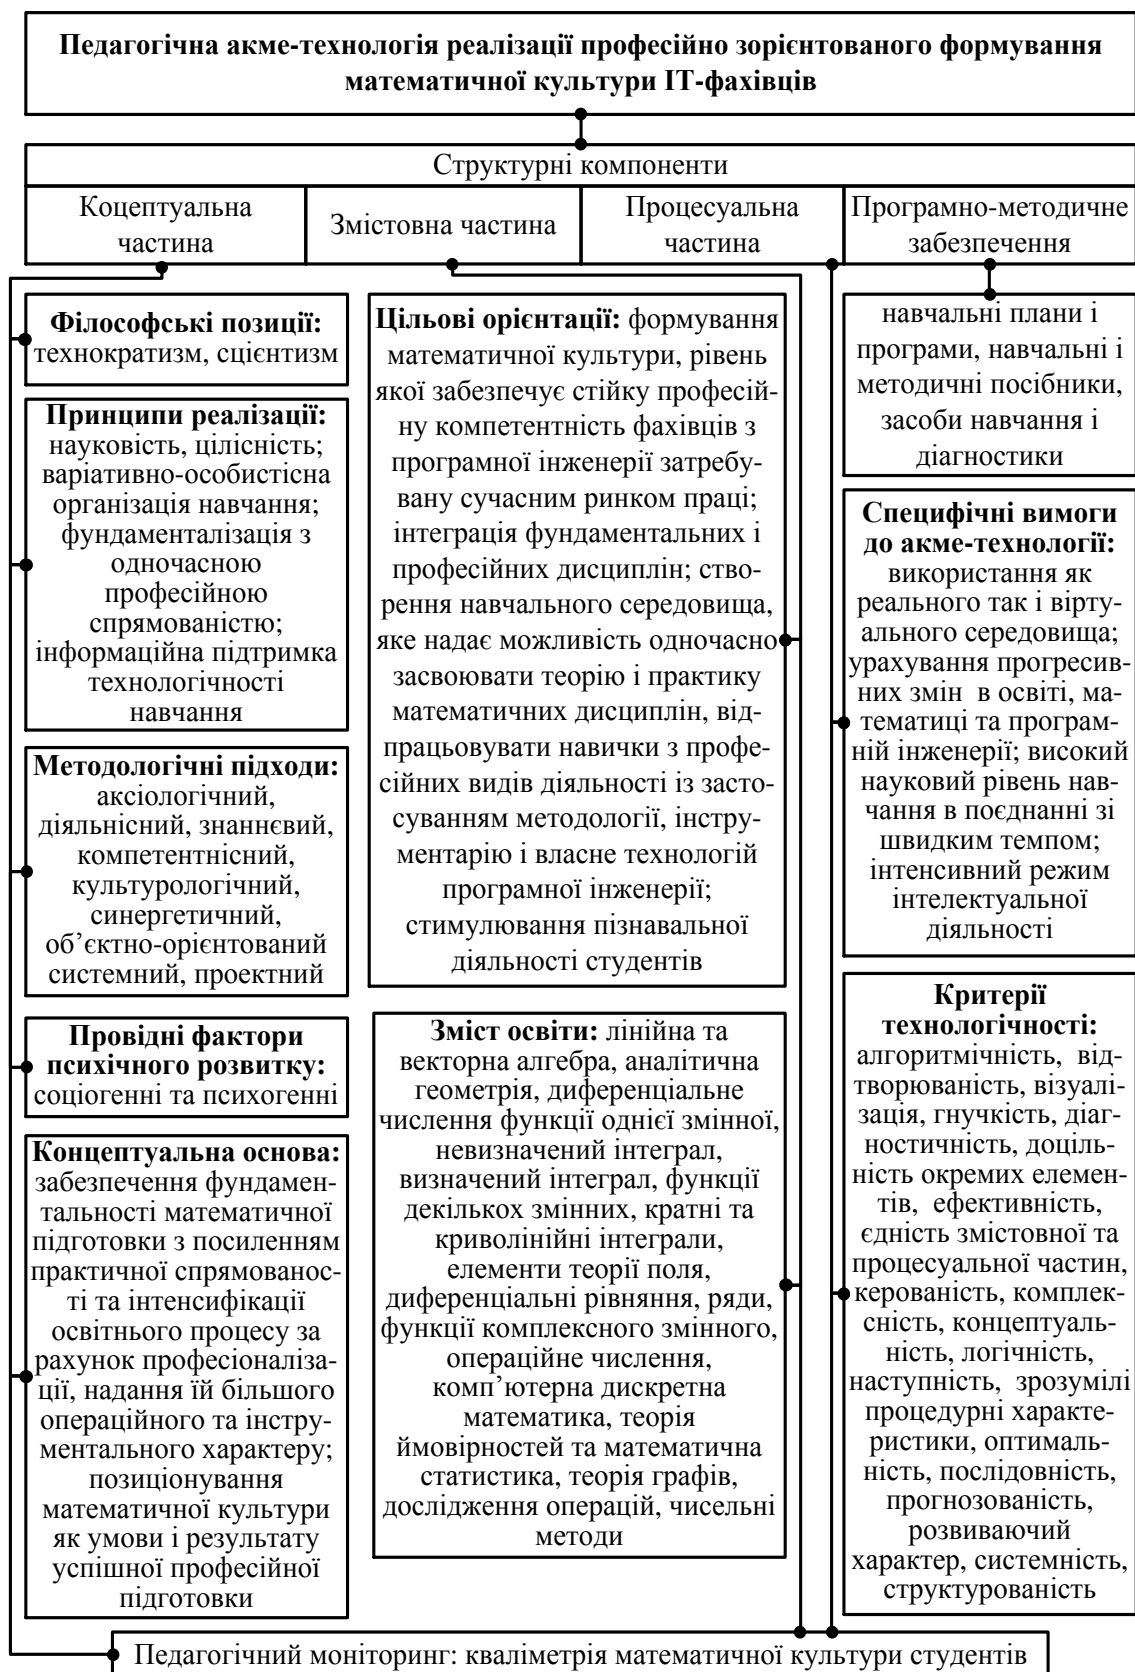 Педагогічна акме-технологія реалізації професійно зорієнтованого формування
математичної культури ІТ-фахівців
Структурні компоненти
Коцептуальна
частина
Змістовна частина
Процесуальна
частина
Програмно-методичне
забезпечення
Філософські позиції:
технократизм, сцієнтизм
Принципи реалізації:
науковість, цілісність;
варіативно-особистісна
організація навчання;
фундаменталізація з
одночасною
професійною
спрямованістю;
інформаційна підтримка
технологічності
навчання
Методологічні підходи:
аксіологічний,
діяльнісний, знаннєвий,
компетентнісний,
культурологічний,
синергетичний,
об’єктно-орієнтований
системний, проектний
Провідні фактори
психічного розвитку:
соціогенні та психогенні
Концептуальна основа:
забезпечення фундамен-
тальності математичної
підготовки з посиленням
практичної спрямованос-
ті та інтенсифікації
освітнього процесу за
рахунок професіоналіза-
ції, надання їй більшого
операційного та інстру-
ментального характеру;
позиціонування
математичної культури
як умови і результату
успішної професійної
підготовки
Цільові орієнтації: формування
математичної культури, рівень
якої забезпечує стійку професій-
ну компетентність фахівців з
програмної інженерії затребу-
вану сучасним ринком праці;
інтеграція фундаментальних і
професійних дисциплін; ство-
рення навчального середовища,
яке надає можливість одночасно
засвоювати теорію і практику
математичних дисциплін, від-
працьовувати навички з профе-
сійних видів діяльності із засто-
суванням методології, інстру-
ментарію і власне технологій
програмної інженерії;
стимулювання пізнавальної
діяльності студентів
Зміст освіти: лінійна та
векторна алгебра, аналітична
геометрія, диференціальне
числення функції однієї змінної,
невизначений інтеграл,
визначений інтеграл, функції
декількох змінних, кратні та
криволінійні інтеграли,
елементи теорії поля,
диференціальні рівняння, ряди,
функції комплексного змінного,
операційне числення,
комп’ютерна дискретна
математика, теорія
ймовірностей та математична
статистика, теорія графів,
дослідження операцій, чисельні
методи
навчальні плани і
програми, навчальні і
методичні посібники,
засоби навчання і
діагностики
Специфічні вимоги
до акме-технології:
використання як
реального так і вірту-
ального середовища;
урахування прогресив-
них змін в освіті, ма-
тематиці та програм-
ній інженерії; високий
науковий рівень нав-
чання в поєднанні зі
швидким темпом;
інтенсивний режим
інтелектуальної
діяльності
Критерії
технологічності:
алгоритмічність, від-
творюваність, візуалі-
зація, гнучкість, діаг-
ностичність, доціль-
ність окремих елемен-
тів, ефективність,
єдність змістовної та
процесуальної частин,
керованість, комплек-
сність, концептуаль-
ність, логічність,
наступність, зрозумілі
процедурні характе-
ристики, оптималь-
ність, послідовність,
прогнозованість,
розвиваючий
характер, системність,
структурованість
Педагогічний моніторинг: кваліметрія математичної культури студентів